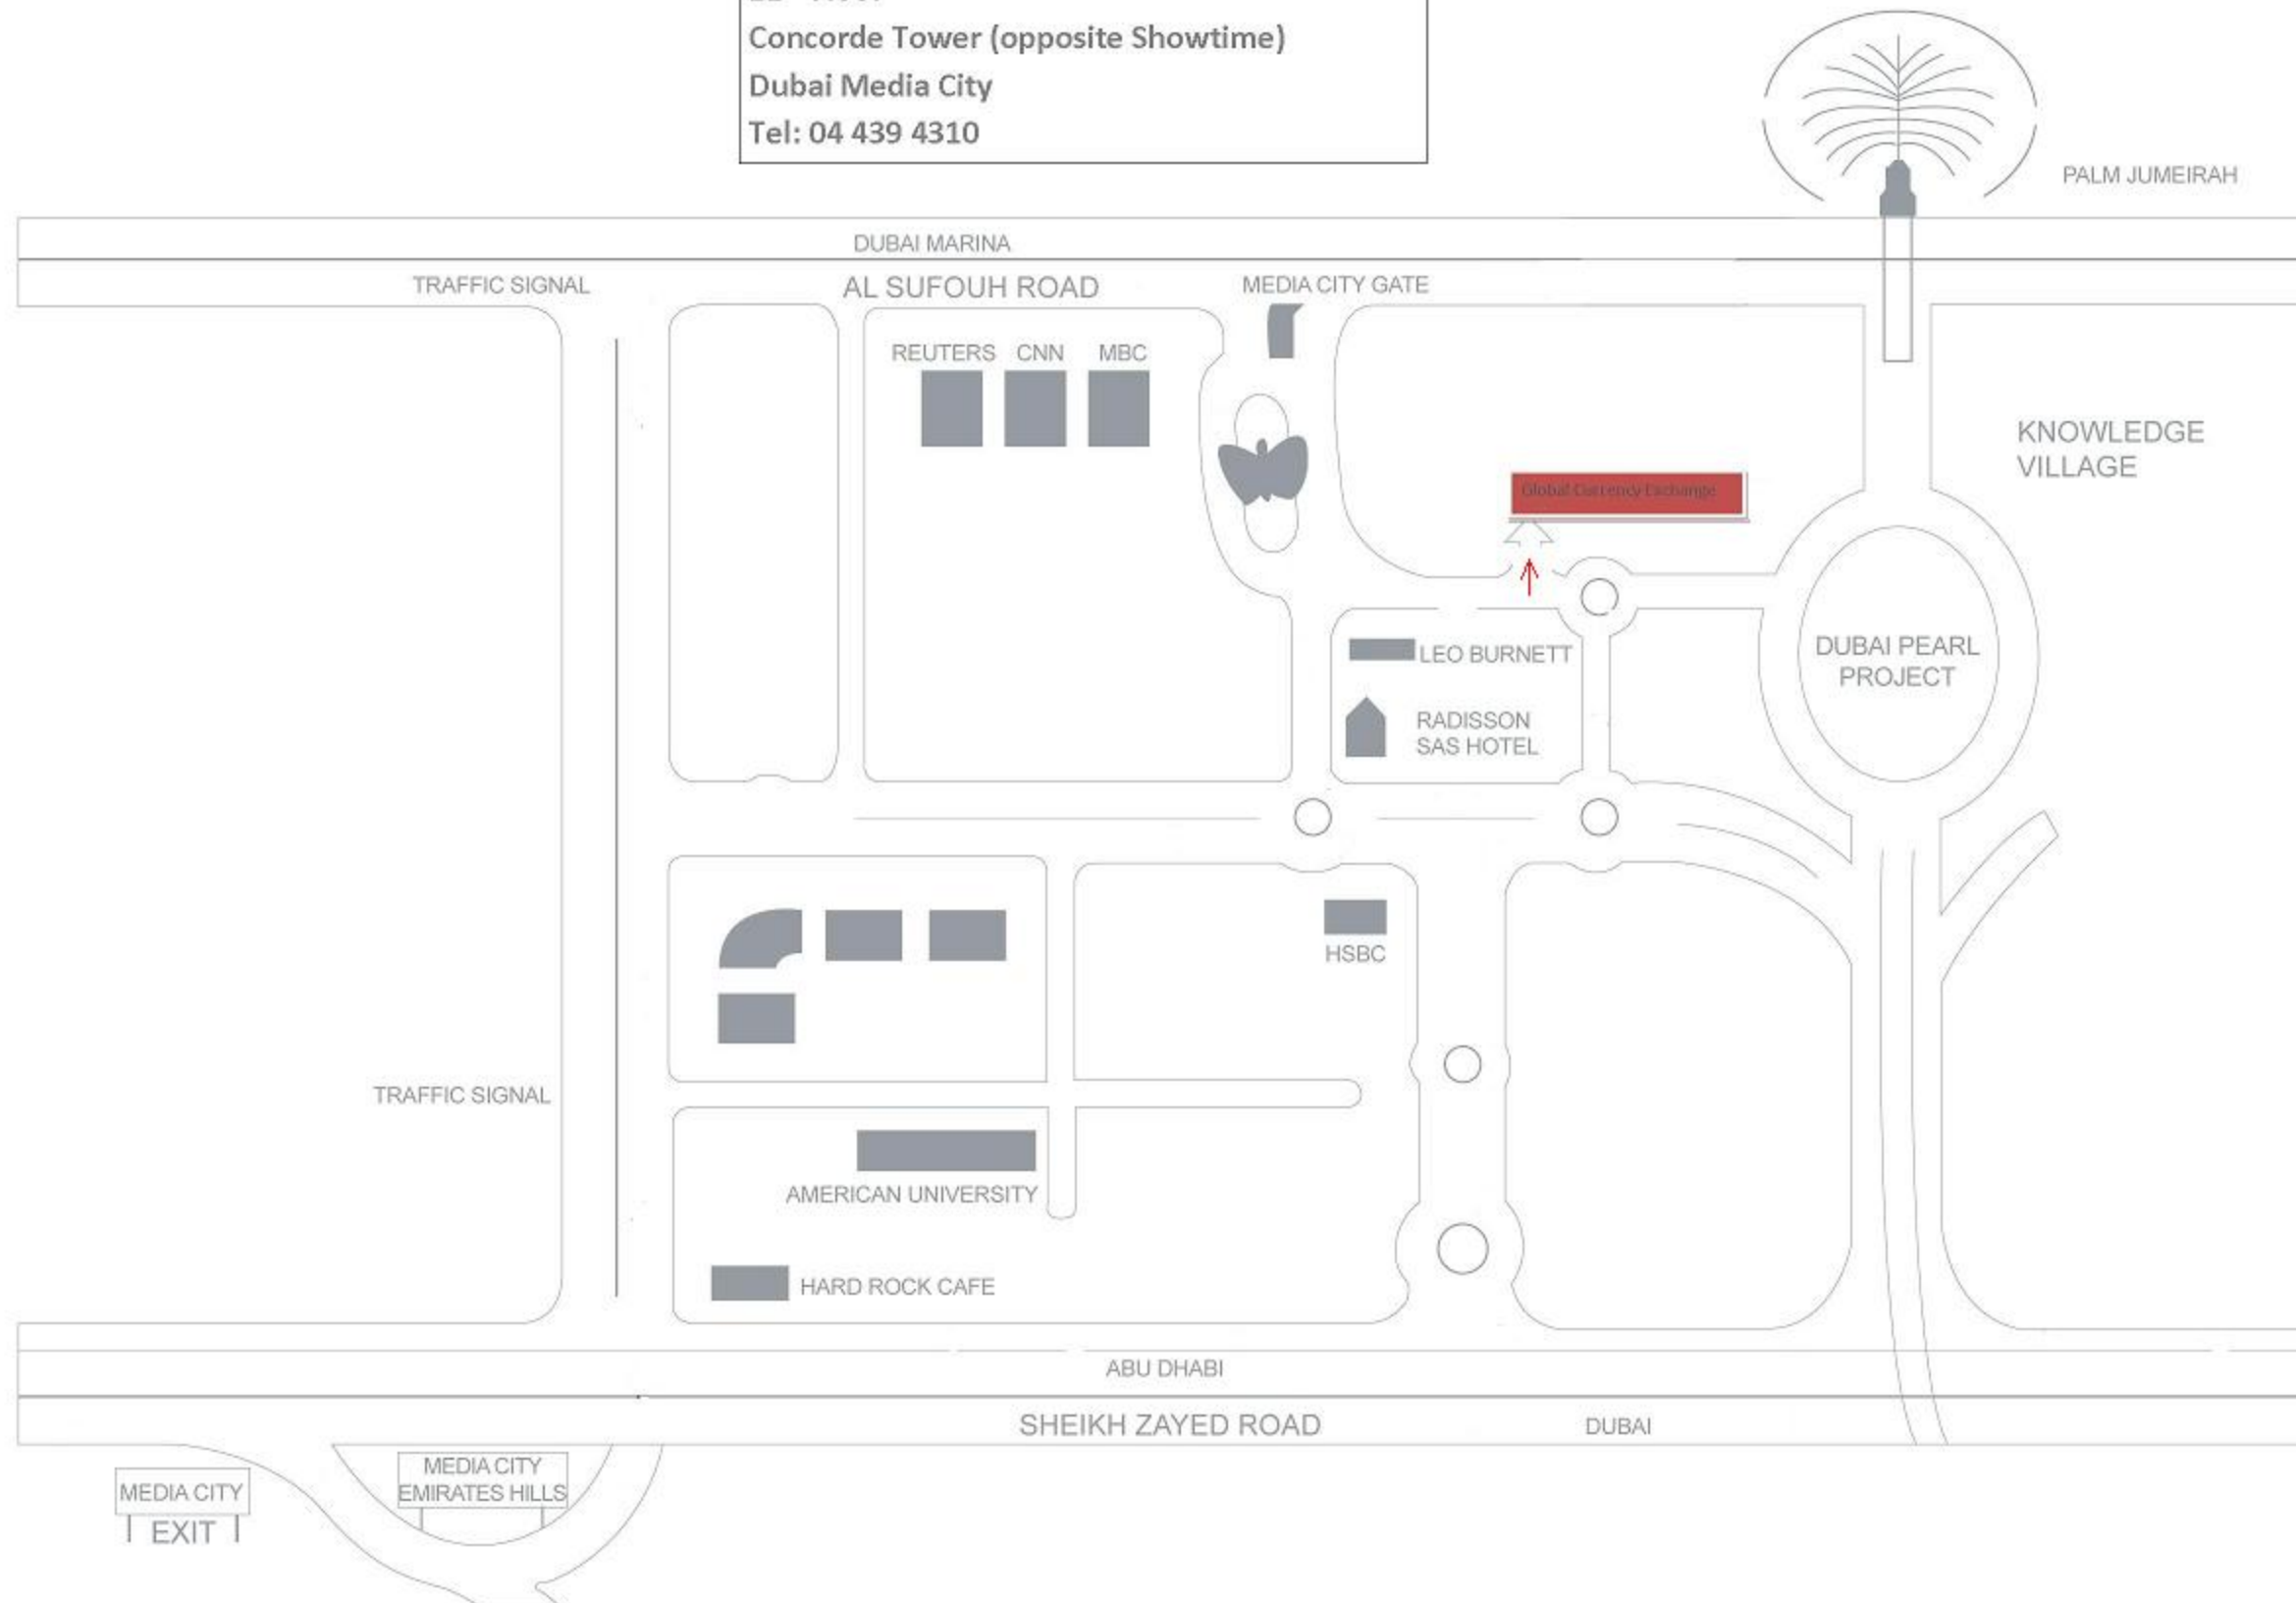 Concorde Tower (opposite Showtime)
Dubai Media City
Tel: 04 439 4310
PALM JUMEIRAH
DUBAI MARINA
TRAFFIC SIGNAL
AL SUFOUH ROAD
MEDIA CITY GATE
REUTERS
CNN
MBC
KNOWLEDGE
VILLAGE
Global Currency Exchange
LEO BURNETT
DUBAI PEARL
PROJECT
RADISSON
SAS HOTEL
HSBC
TRAFFIC SIGNAL
AMERICAN UNIVERSITY
HARD ROCK CAFE
ABU DHABI
SHEIKH ZAYED ROAD
DUBAI
MEDIA CITY
EMIRATES HILLS
MEDIA CITY
EXIT